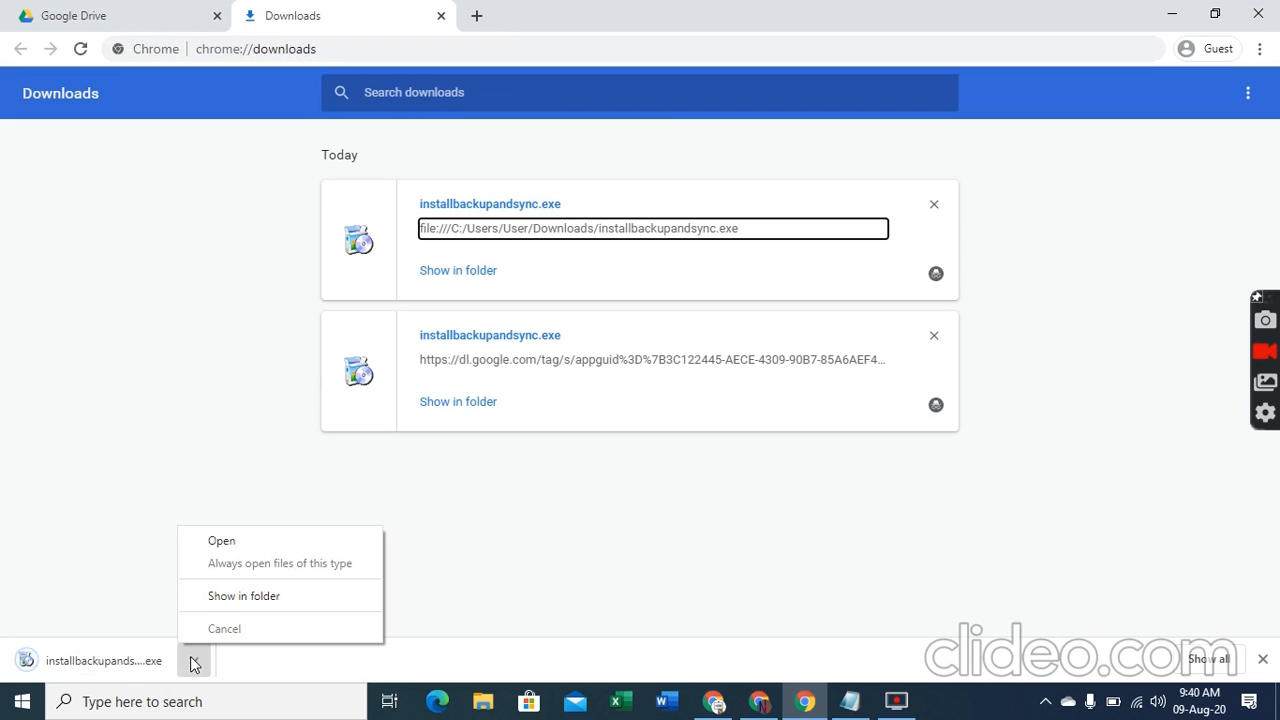 Google Drive
Downloads
Chrome
chrome://downloads
Guest
Downloads
Search downloads
Today
installbackupandsync.exe
file:///C:/Users/User/Downloads/installbackupandsync.exe
Show in folder
installbackupandsync.exe
https://dl.google.com/tag/s/appguid%3D%7B3C122445-AECE-4309-90B7-85A6AEF4...
Show in folder
Open
Always open files of this type
Show in folder
Cancel
installbackupands....exe
clideo.com
Show all
Type here to search
9:40 AM
09-Aug-20